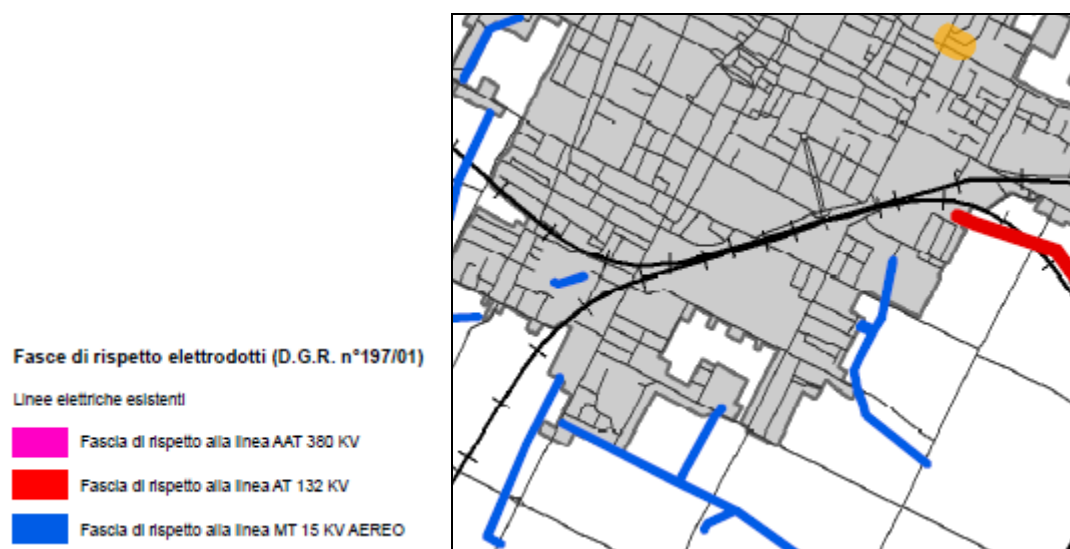 Fasce di rispetto elettrodotti (D.G.R. n°197/01)
Linee elettriche esistenti
Fascia di rispetto alla linea AAT 380 KV
Fascia di rispetto alla linea AT 132 KV
Fascia di rispetto alla linea MT 15 KV AEREO